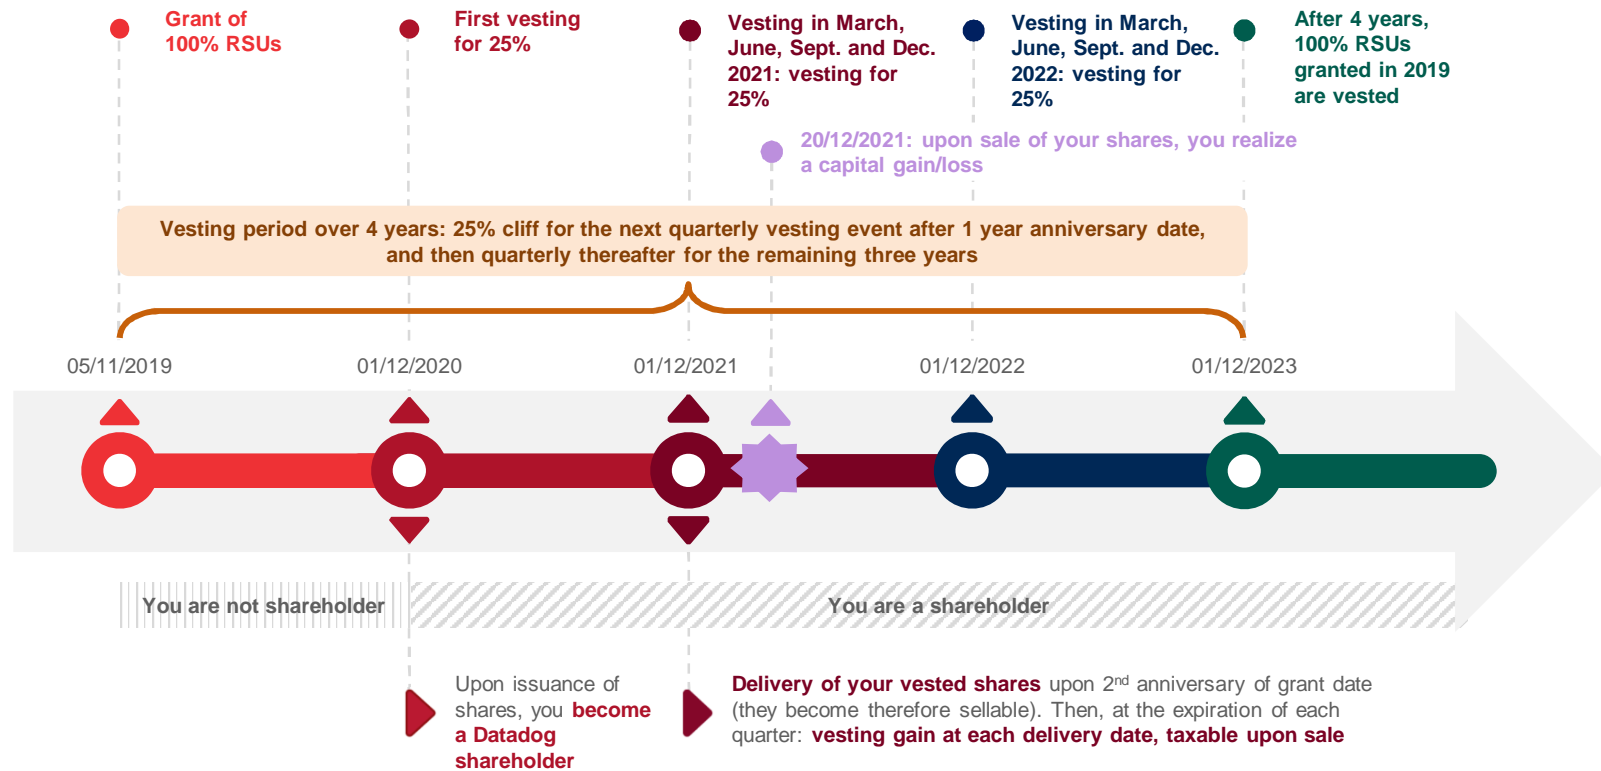 Grant of
100% RSUs
First vesting
for 25%
Vesting in March,
June, Sept. and Dec.
2021: vesting for
25%
Vesting in March,
June, Sept. and Dec.
2022: vesting for
25%
After 4 years,
100% RSUs
granted in 2019
are vested
20/12/2021: upon sale of your shares, you realize
a capital gain/loss
Vesting period over 4 years: 25% cliff for the next quarterly vesting event after 1 year anniversary date,
and then quarterly thereafter for the remaining three years
05/11/2019
01/12/2020
01/12/2021
01/12/2022
01/12/2023
You are not shareholder
You are a shareholder
Upon issuance of
shares, you become
a Datadog
shareholder
Delivery of your vested shares upon 2nd anniversary of grant date
(they become therefore sellable). Then, at the expiration of each
quarter: vesting gain at each delivery date, taxable upon sale